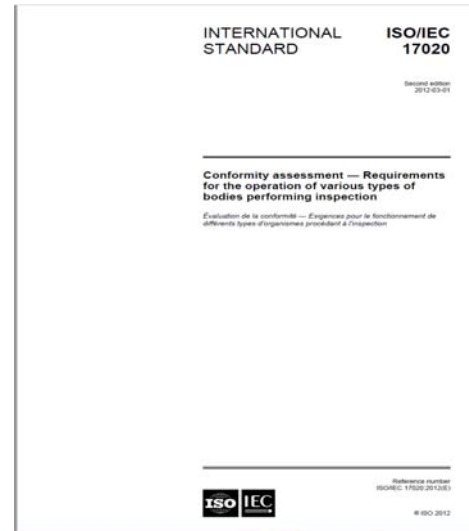 INTERNATIONAL STANDARD
ISO/IEC 17020
Second edition
2012-03-01
Conformity assessment — Requirements
for the operation of various types of
bodies performing inspection
Évaluation de la conformité — Exigences pour le fonctionnement de
différents types d'organismes procédant à l'inspection
ISO IEC
Reference number
ISO/IEC 17020:2012(E)
© ISO 2012